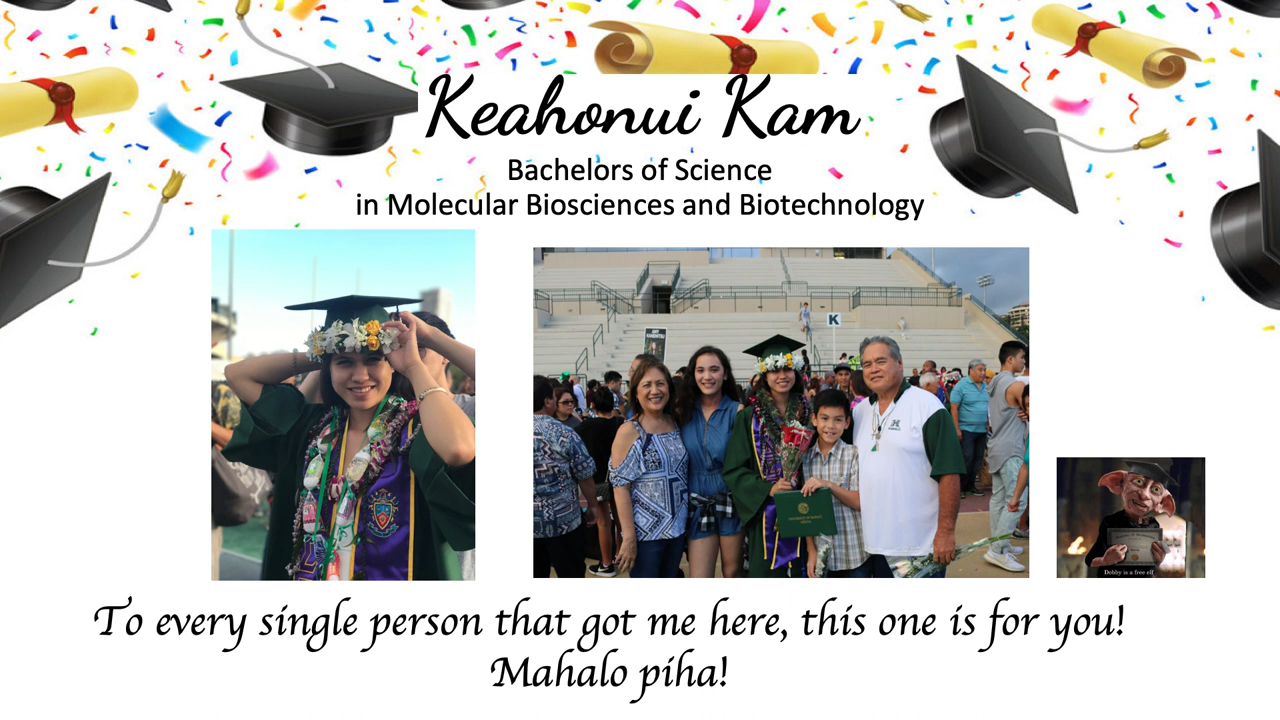 Keahonui Kam
Bachelors of Science
in Molecular Biosciences and Biotechnology
K
Dobby is a free elf
To every single person that got me here, this one is for you!
Mahalo piha!